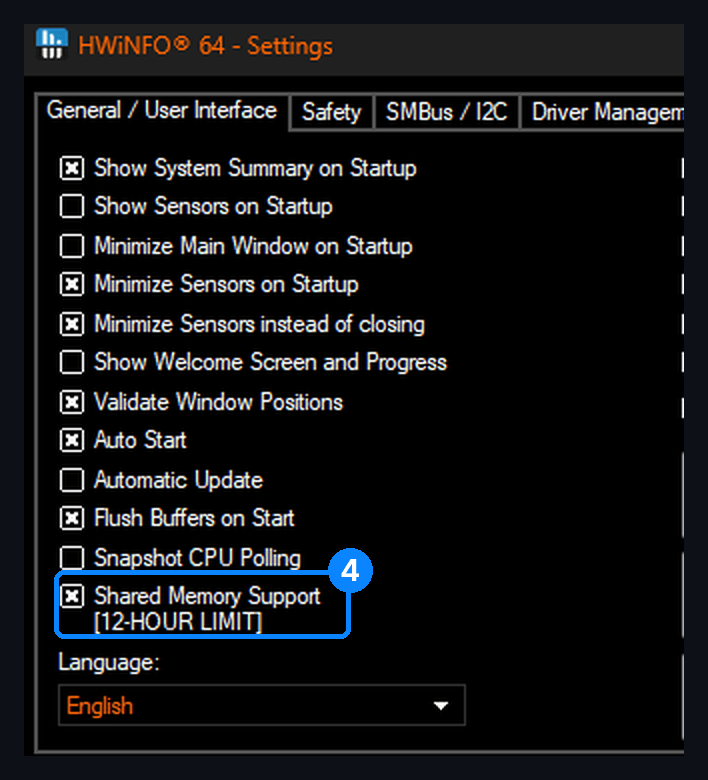 HWiNFO® 64 - Settings
General / User Interface
Safety
SMBus / I2C
Driver Managem
Show System Summary on Startup
Show Sensors on Startup
Minimize Main Window on Startup
Minimize Sensors on Startup
Minimize Sensors instead of closing
Show Welcome Screen and Progress
Validate Window Positions
Auto Start
Automatic Update
Flush Buffers on Start
Snapshot CPU Polling
4
Shared Memory Support
[12-HOUR LIMIT]
Language:
English